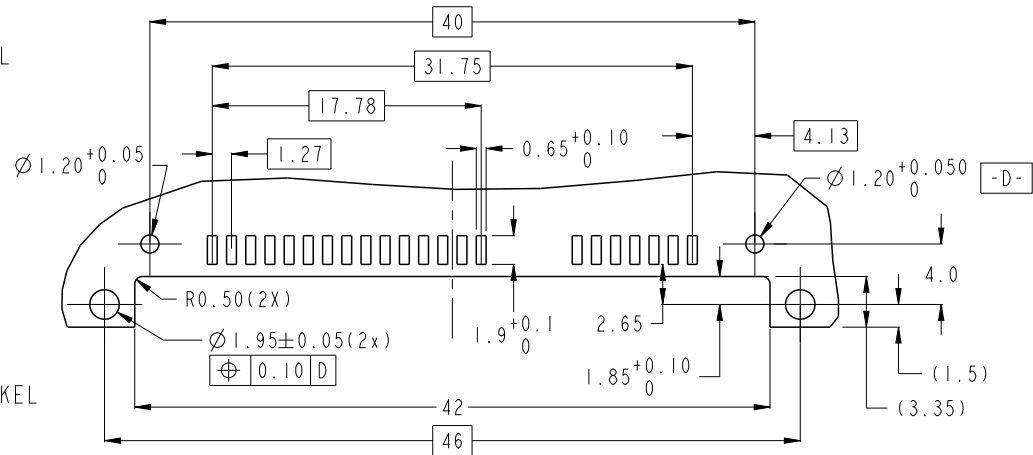 40
L
31.75
17.78
4.13
0.65 +0.10 0
1.27
Ø1.20 +0.05 0
Ø1.20 +0.050 0
-D-
4.0
R0.50(2X)
2.65
1.9 +0.1 0
Ø1.95±0.05(2x)
⌖ 0.10 D
1.85 +0.10 0
(1.5)
KEL
42
(3.35)
46